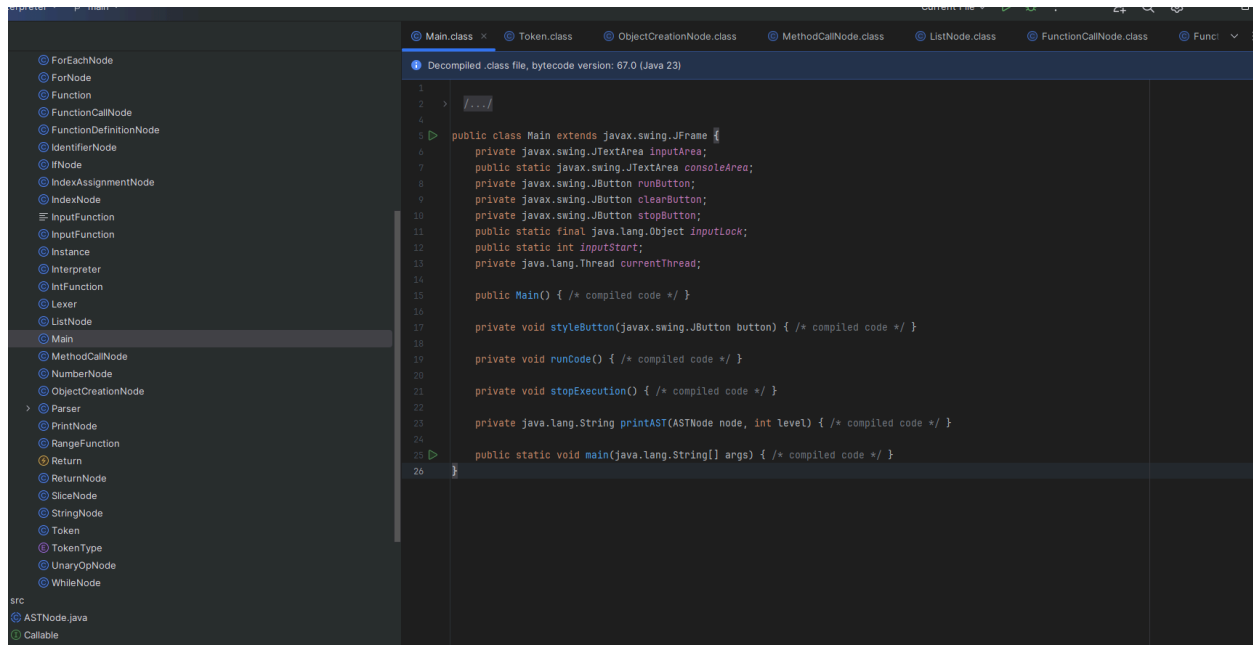 main
Current File
Main.class
Token.class
ObjectCreationNode.class
MethodCallNode.class
ListNode.class
FunctionCallNode.class
Funct
Decompiled .class file, bytecode version: 67.0 (Java 23)
ForEachNode
ForNode
Function
FunctionCallNode
FunctionDefinitionNode
IdentifierNode
IfNode
IndexAssignmentNode
IndexNode
InputFunction
InputFunction
Instance
Interpreter
IntFunction
Lexer
ListNode
Main
MethodCallNode
NumberNode
ObjectCreationNode
Parser
PrintNode
RangeFunction
Return
ReturnNode
SliceNode
StringNode
Token
TokenType
UnaryOpNode
WhileNode
src
ASTNode.java
Callable
1
2 /.../
4
5 public class Main extends javax.swing.JFrame {
6 private javax.swing.JTextArea inputArea;
7 public static javax.swing.JTextArea consoleArea;
8 private javax.swing.JButton runButton;
9 private javax.swing.JButton clearButton;
10 private javax.swing.JButton stopButton;
11 public static final java.lang.Object inputLock;
12 public static int inputStart;
13 private java.lang.Thread currentThread;
14
15 public Main() { /* compiled code */ }
16
17 private void styleButton(javax.swing.JButton button) { /* compiled code */ }
18
19 private void runCode() { /* compiled code */ }
20
21 private void stopExecution() { /* compiled code */ }
22
23 private java.lang.String printAST(ASTNode node, int level) { /* compiled code */ }
24
25 public static void main(java.lang.String[] args) { /* compiled code */ }
26 }